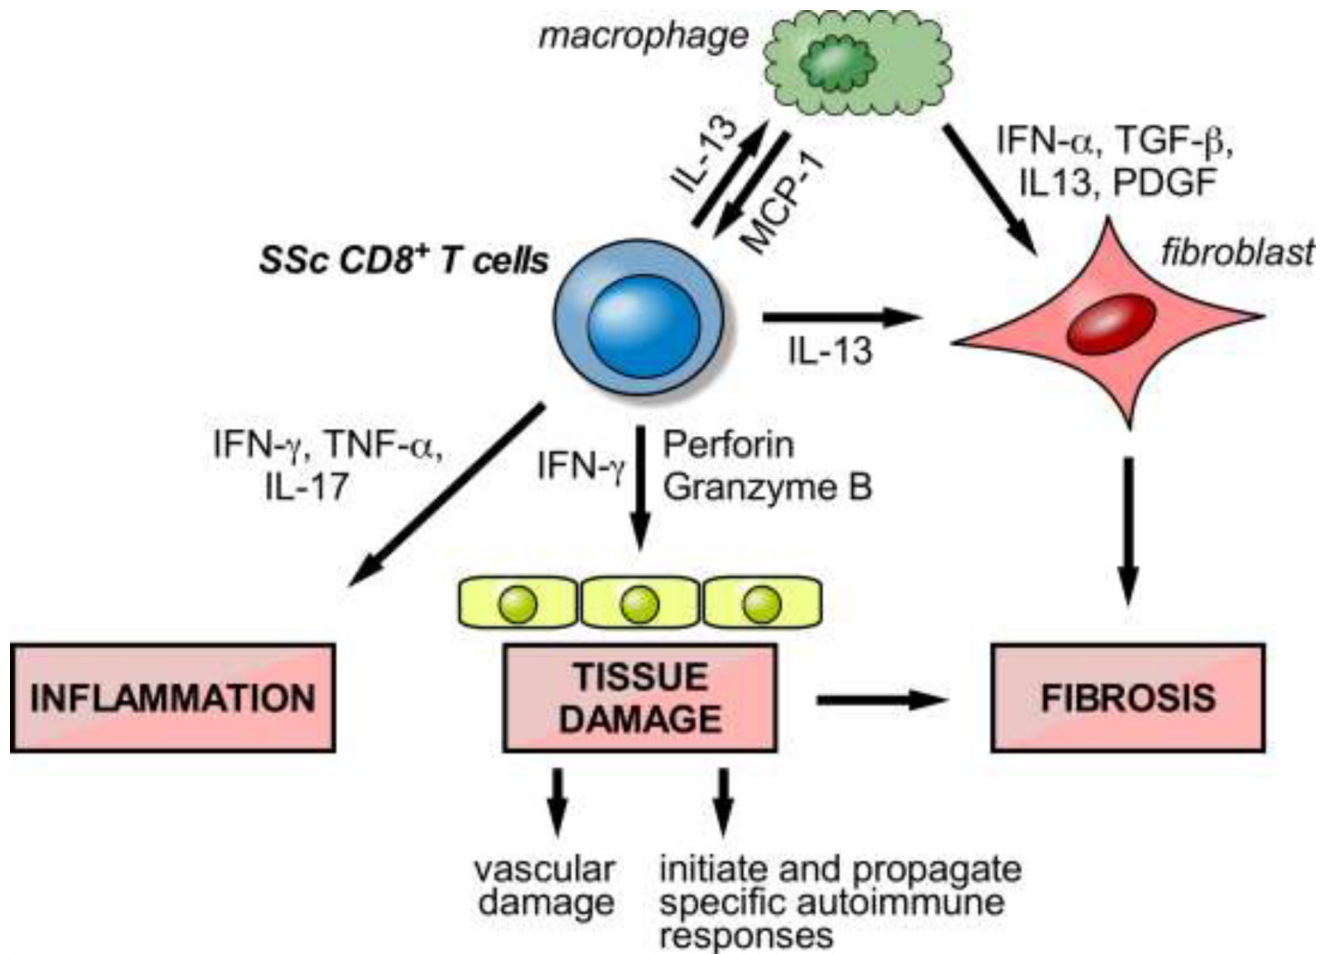 macrophage
IL-13
MCP-1
IFN-α, TGF-β,
IL13, PDGF
SSc CD8⁺ T cells
fibroblast
IL-13
IFN-γ, TNF-α,
IL-17
IFN-γ
Perforin
Granzyme B
INFLAMMATION
TISSUE
DAMAGE
FIBROSIS
vascular
damage
initiate and propagate
specific autoimmune
responses